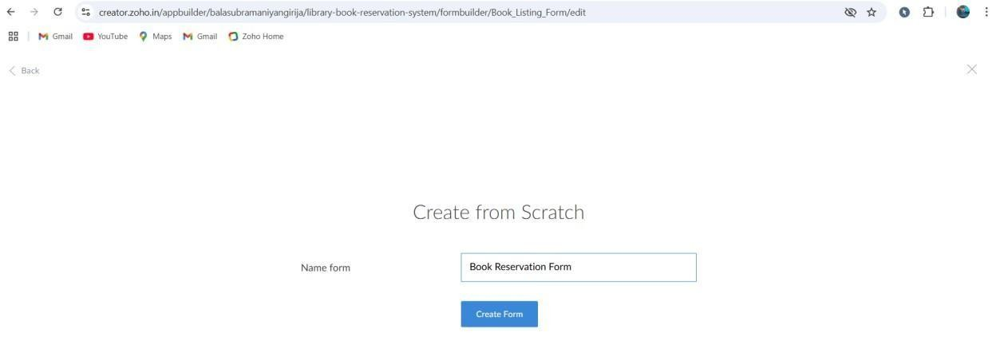 creator.zoho.in/appbuilder/balasubramaniyangirija/library-book-reservation-system/formbuilder/Book_Listing_Form/edit
Gmail YouTube Maps Gmail Zoho Home
Back
Create from Scratch
Name form Book Reservation Form
Create Form